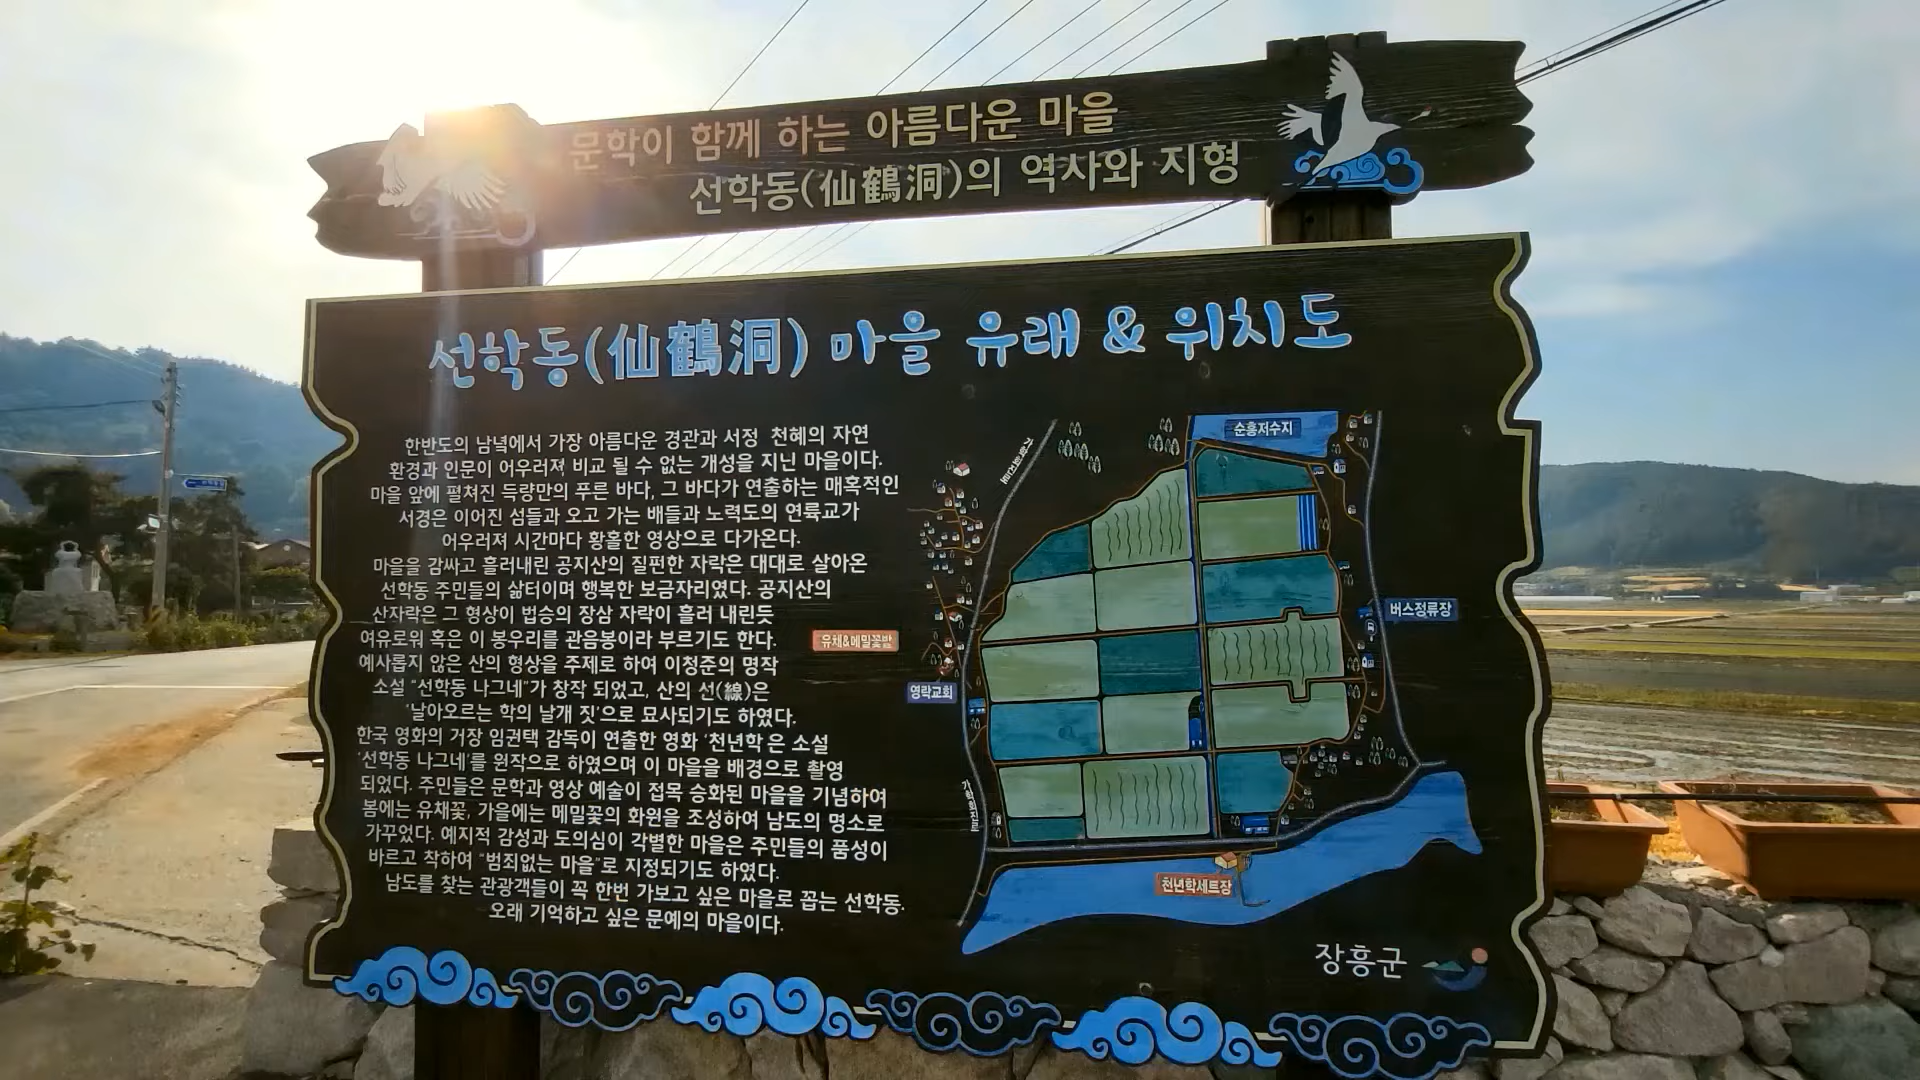 문학이 함께 하는 아름다운 마을
선학동(仙鶴洞)의 역사와 지형
선학동(仙鶴洞) 마을 유래 & 위치도
한반도의 남녘에서 가장 아름다운 경관과 서정 천혜의 자연
환경과 인문이 어우러져 비교 될 수 없는 개성을 지닌 마을이다.
마을 앞에 펼쳐진 득량만의 푸른 바다, 그 바다가 연출하는 매혹적인
서경은 이어진 섬들과 오고 가는 배들과 노력도의 연륙교가
어우러져 시간마다 황홀한 영상으로 다가온다.
마을을 감싸고 흘러내린 공지산의 질펀한 자락은 대대로 살아온
선학동 주민들의 삶터이며 행복한 보금자리였다. 공지산의
산자락은 그 형상이 법승의 장삼 자락이 흘러 내린듯
여유로워 혹은 이 봉우리를 관음봉이라 부르기도 한다.
예사롭지 않은 산의 형상을 주제로 하여 이청준의 명작
소설 "선학동 나그네"가 창작 되었고, 산의 선(線)은
'날아오르는 학의 날개 짓'으로 묘사되기도 하였다.
한국 영화의 거장 임권택 감독이 연출한 영화 '천년학'은 소설
'선학동 나그네'를 원작으로 하였으며 이 마을을 배경으로 촬영
되었다. 주민들은 문학과 영상 예술이 접목 승화된 마을을 기념하여
봄에는 유채꽃, 가을에는 메밀꽃의 화원을 조성하여 남도의 명소로
가꾸었다. 예지적 감성과 도의심이 각별한 마을은 주민들의 품성이
바르고 착하여 "범죄없는 마을"로 지정되기도 하였다.
남도를 찾는 관광객들이 꼭 한번 가보고 싶은 마을로 꼽는 선학동.
오래 기억하고 싶은 문예의 마을이다.
순흥저수지
버스정류장
유채&메밀꽃밭
영락교회
천년학세트장
장흥군